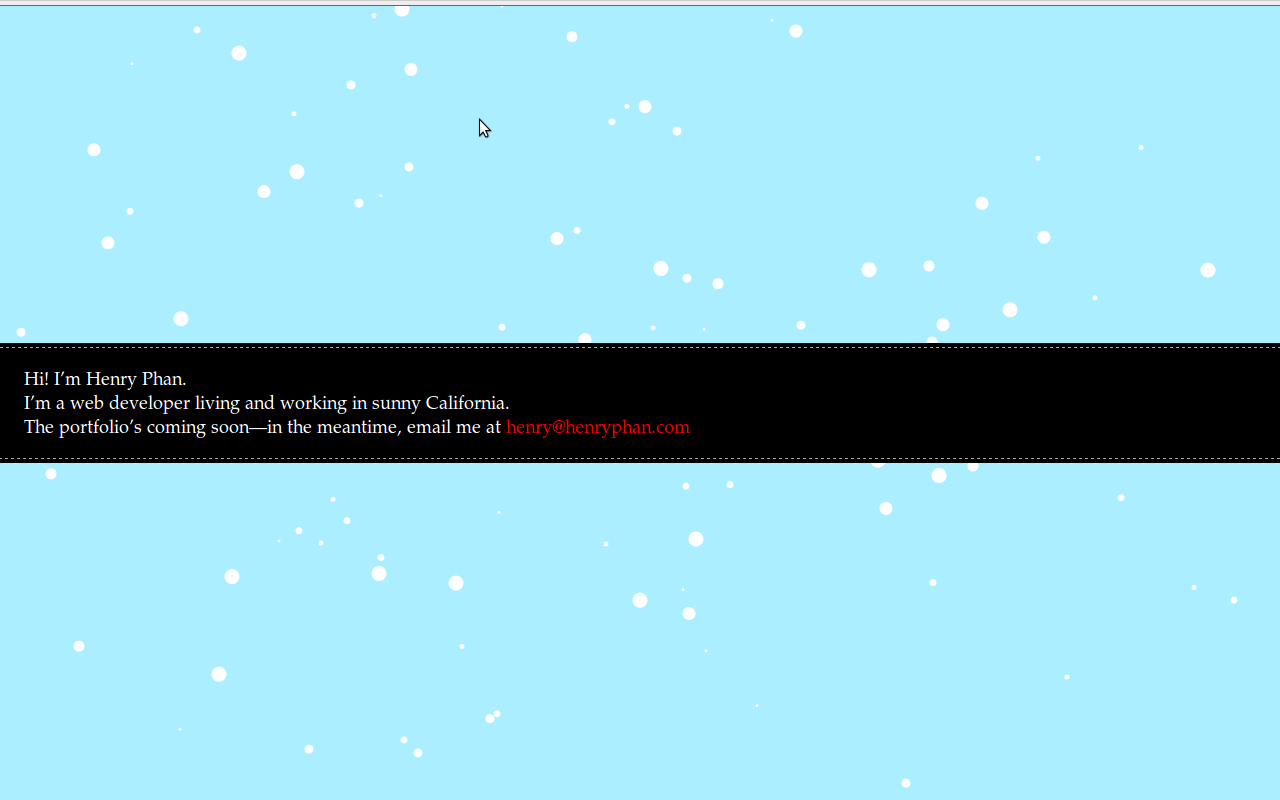 Hi! I’m Henry Phan.
I’m a web developer living and working in sunny California.
The portfolio’s coming soon—in the meantime, email me at henry@henryphan.com